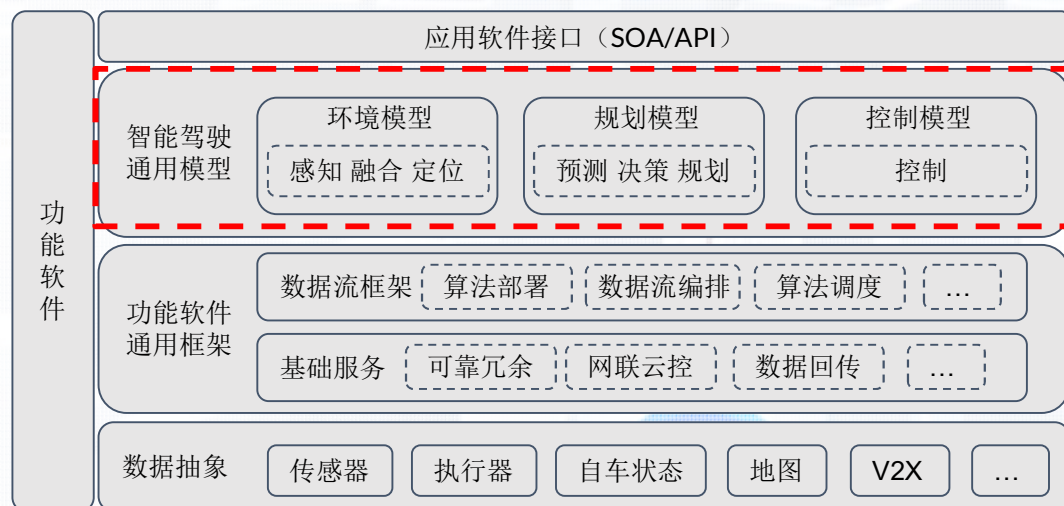 功能软件
应用软件接口（SOA/API）
智能驾驶
通用模型
环境模型
感知 融合 定位
规划模型
预测 决策 规划
控制模型
控制
功能软件
通用框架
数据流框架
算法部署
数据流编排
算法调度
…
基础服务
可靠冗余
网联云控
数据回传
…
数据抽象
传感器
执行器
自车状态
地图
V2X
…